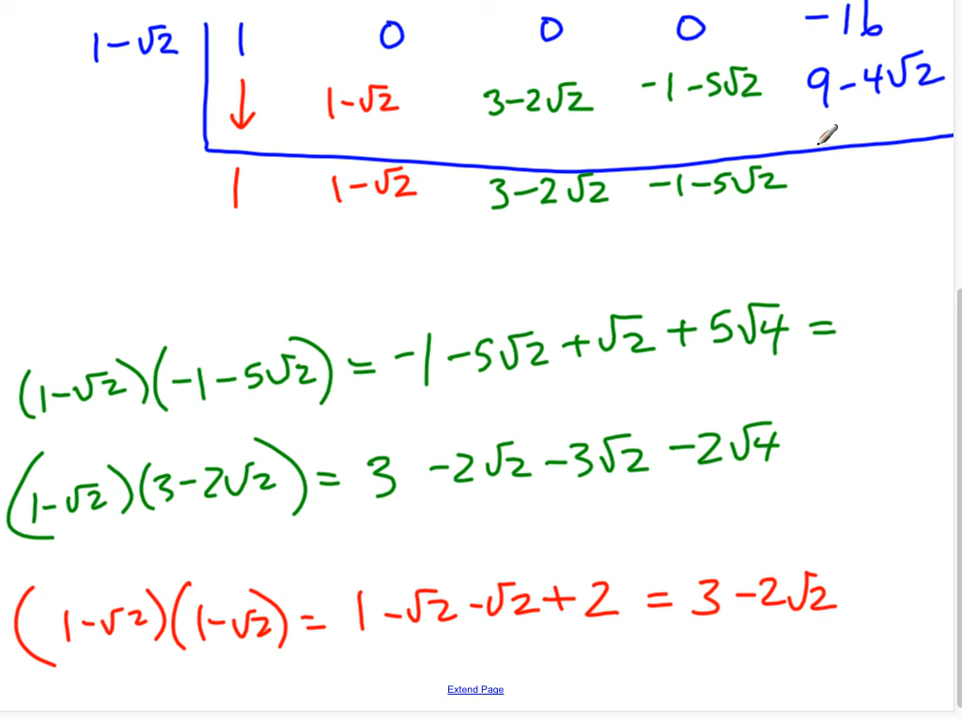 1-√2 | 1 0 0 0 -16
↓ 1-√2 3-2√2 -1-5√2 9-4√2
1 1-√2 3-2√2 -1-5√2
(1-√2)(-1-5√2) = -1-5√2+√2+5√4 =
(1-√2)(3-2√2) = 3 -2√2-3√2-2√4
(1-√2)(1-√2) = 1-√2-√2+2 = 3-2√2
Extend Page